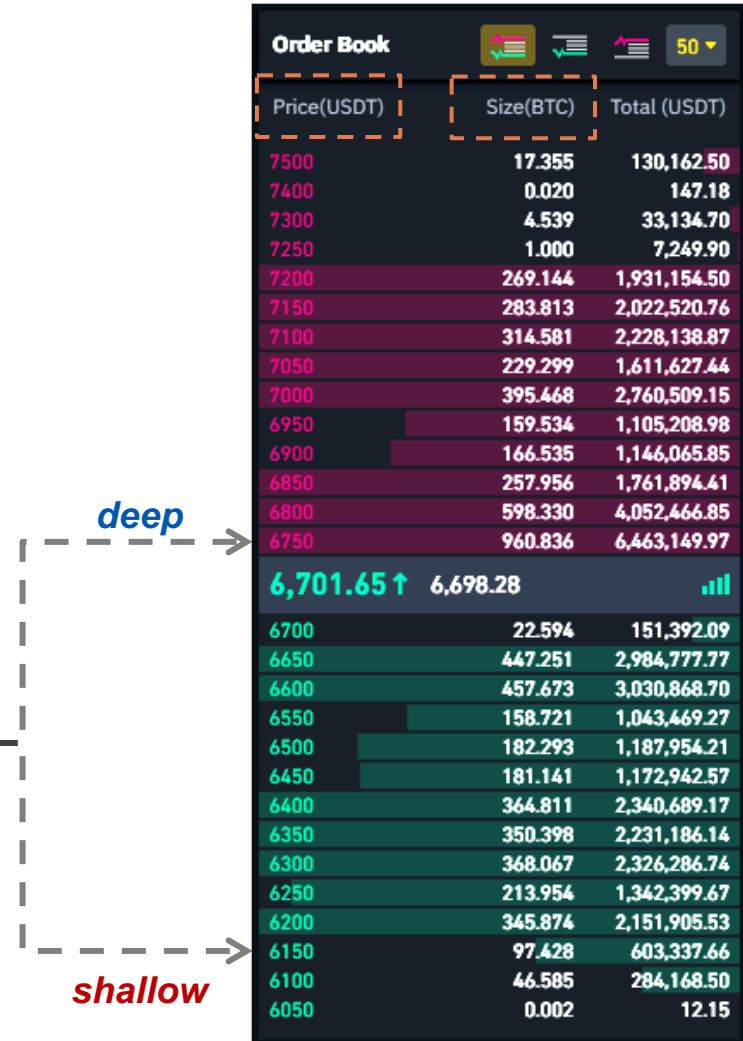 Order Book 50
Price(USDT) Size(BTC) Total (USDT)
7500 17.355 130,162.50
7400 0.020 147.18
7300 4.539 33,134.70
7250 1.000 7,249.90
7200 269.144 1,931,154.50
7150 283.813 2,022,520.76
7100 314.581 2,228,138.87
7050 229.299 1,611,627.44
7000 395.468 2,760,509.15
6950 159.534 1,105,208.98
6900 166.535 1,146,065.85
6850 257.956 1,761,894.41
deep
6800 598.330 4,052,466.85
6750 960.836 6,463,149.97
6,701.65↑ 6,698.28
6700 22.594 151,392.09
6650 447.251 2,984,777.77
6600 457.673 3,030,868.70
6550 158.721 1,043,469.27
6500 182.293 1,187,954.21
6450 181.141 1,172,942.57
6400 364.811 2,340,689.17
6350 350.398 2,231,186.14
6300 368.067 2,326,286.74
6250 213.954 1,342,399.67
6200 345.874 2,151,905.53
6150 97.428 603,337.66
shallow
6100 46.585 284,168.50
6050 0.002 12.15